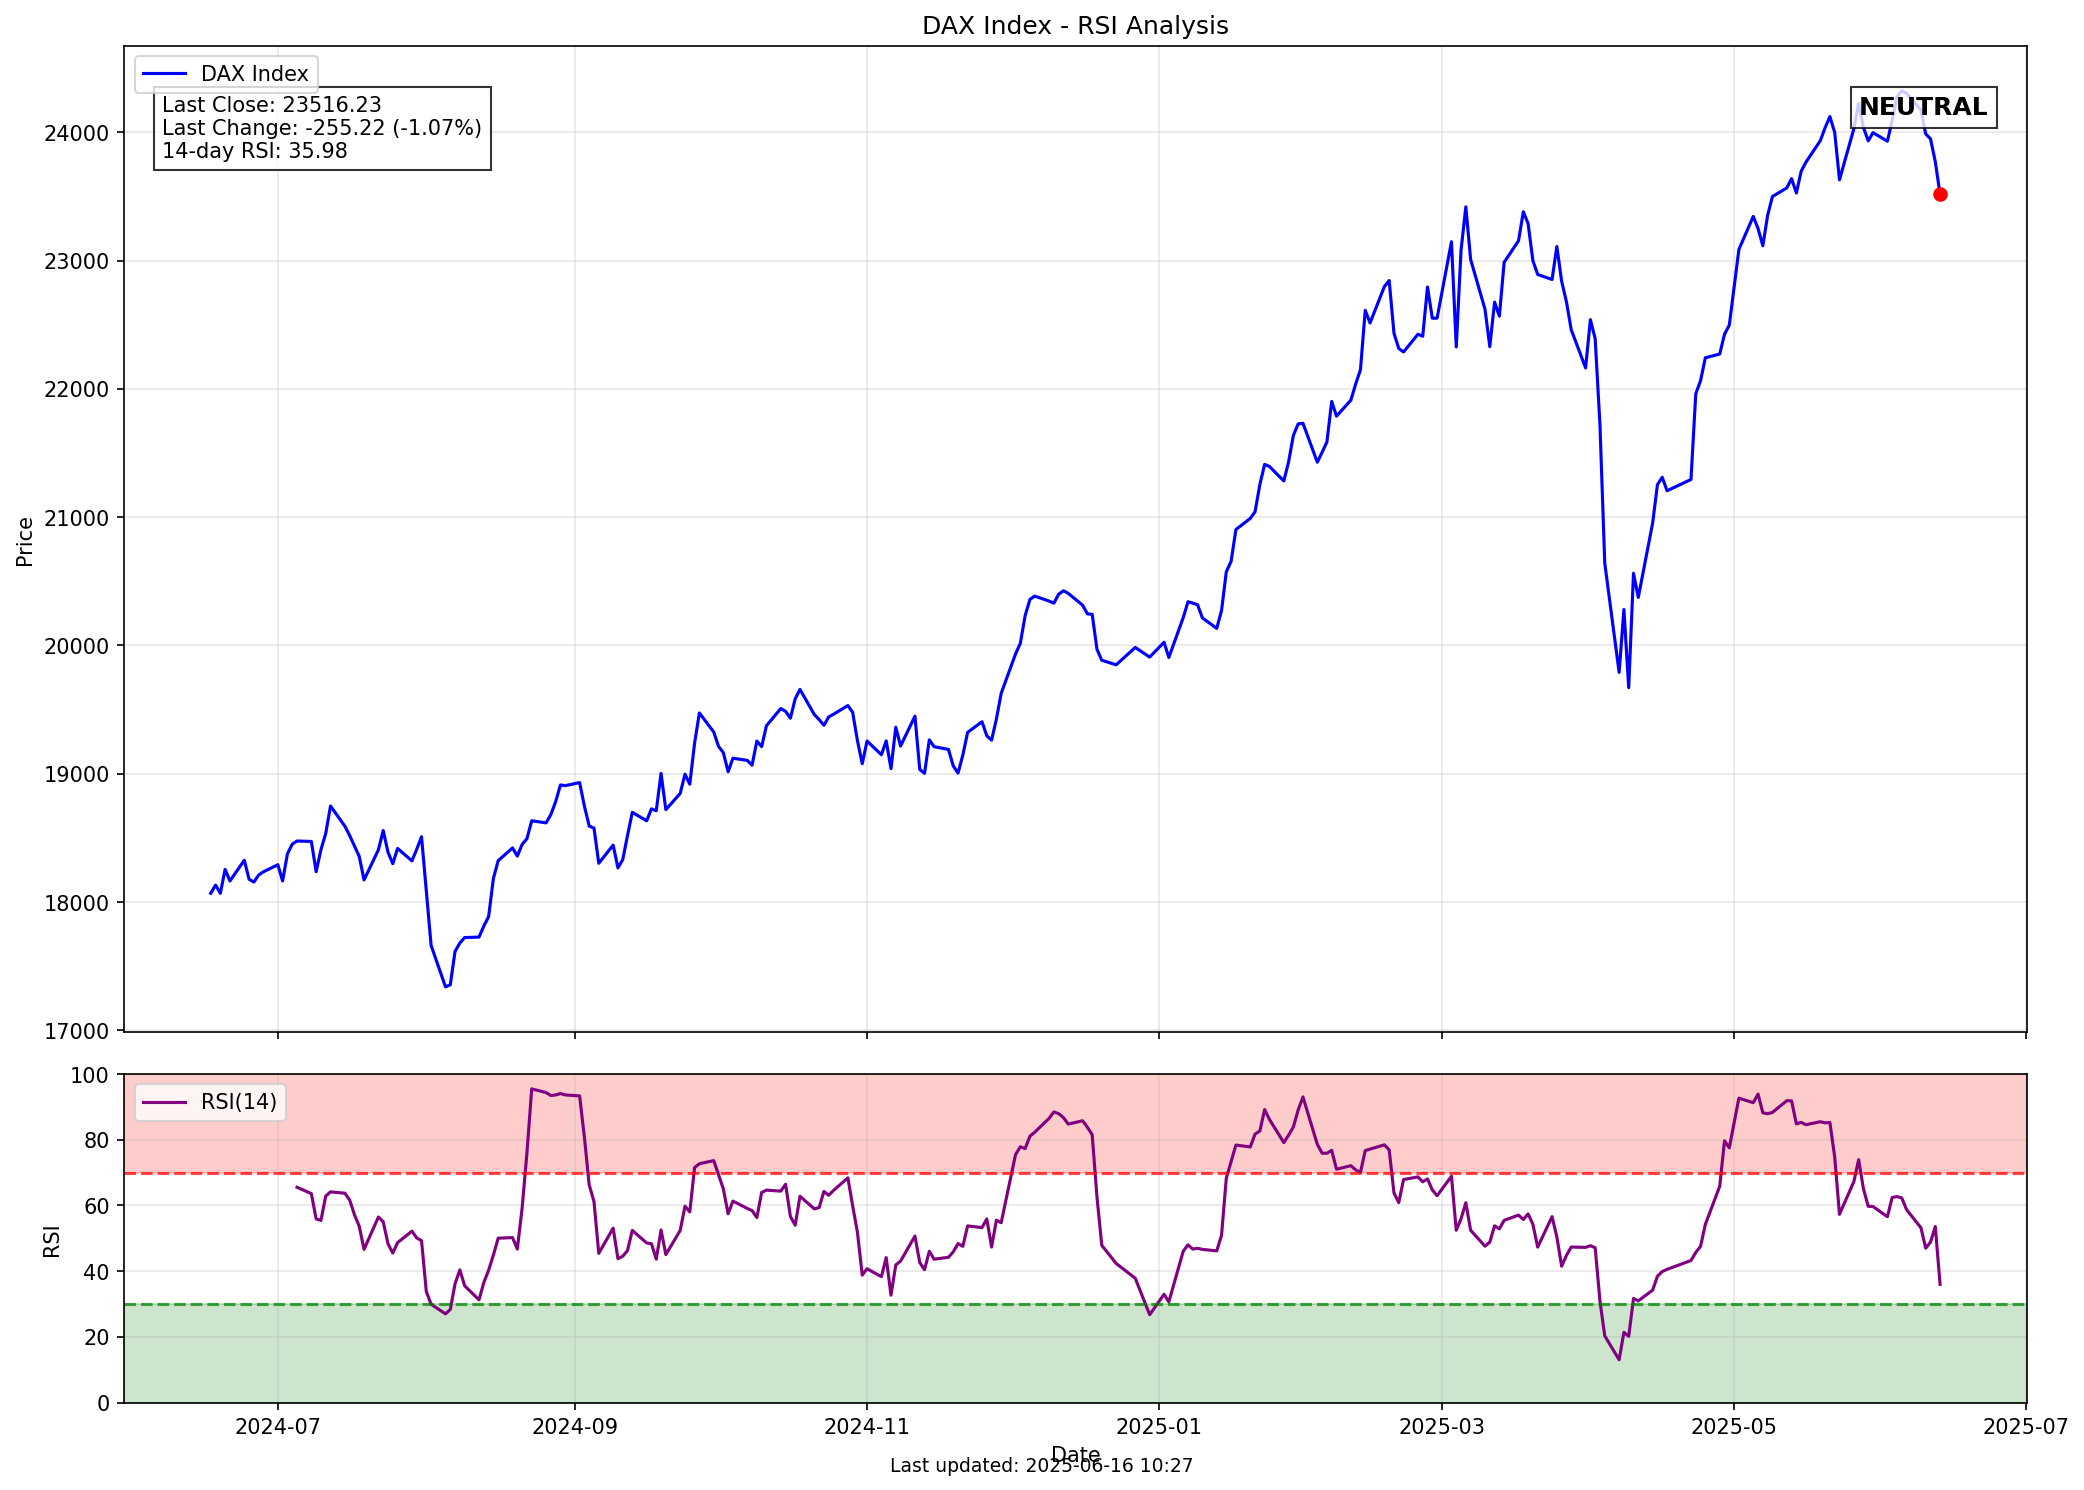 DAX Index - RSI Analysis
DAX Index
Last Close: 23516.23
Last Change: -255.22 (-1.07%)
14-day RSI: 35.98
NEUTRAL
Price
24000
23000
22000
21000
20000
19000
18000
17000
RSI(14)
RSI
100
80
60
40
20
0
2024-07
2024-09
2024-11
2025-01
2025-03
2025-05
2025-07
Date
Last updated: 2025-06-16 10:27